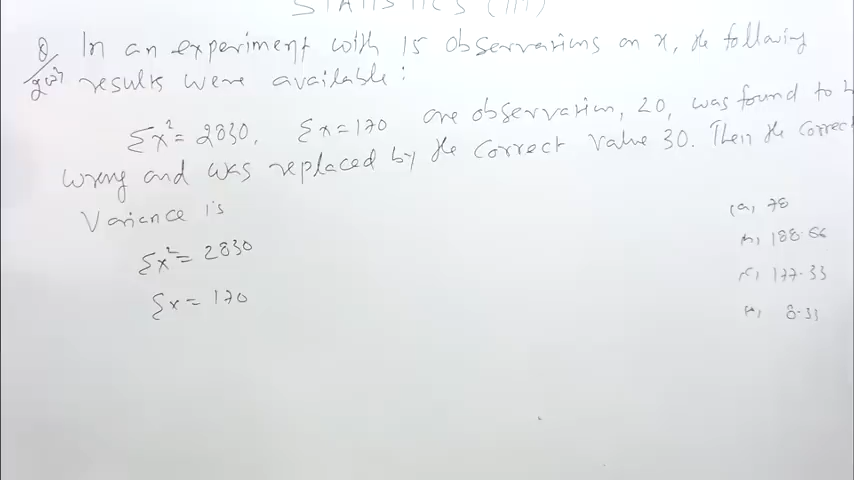 STATISTICS (III)
Q In an experiment with 15 observations on x, the following
results were available:
Σx² = 2830, Σx = 170 one observation, 20, was found to b
wrong and was replaced by the correct value 30. Then the correct
Variance is
(a) 78
Σx² = 2830
(b) 188.66
(c) 177.33
Σx = 170
8.33